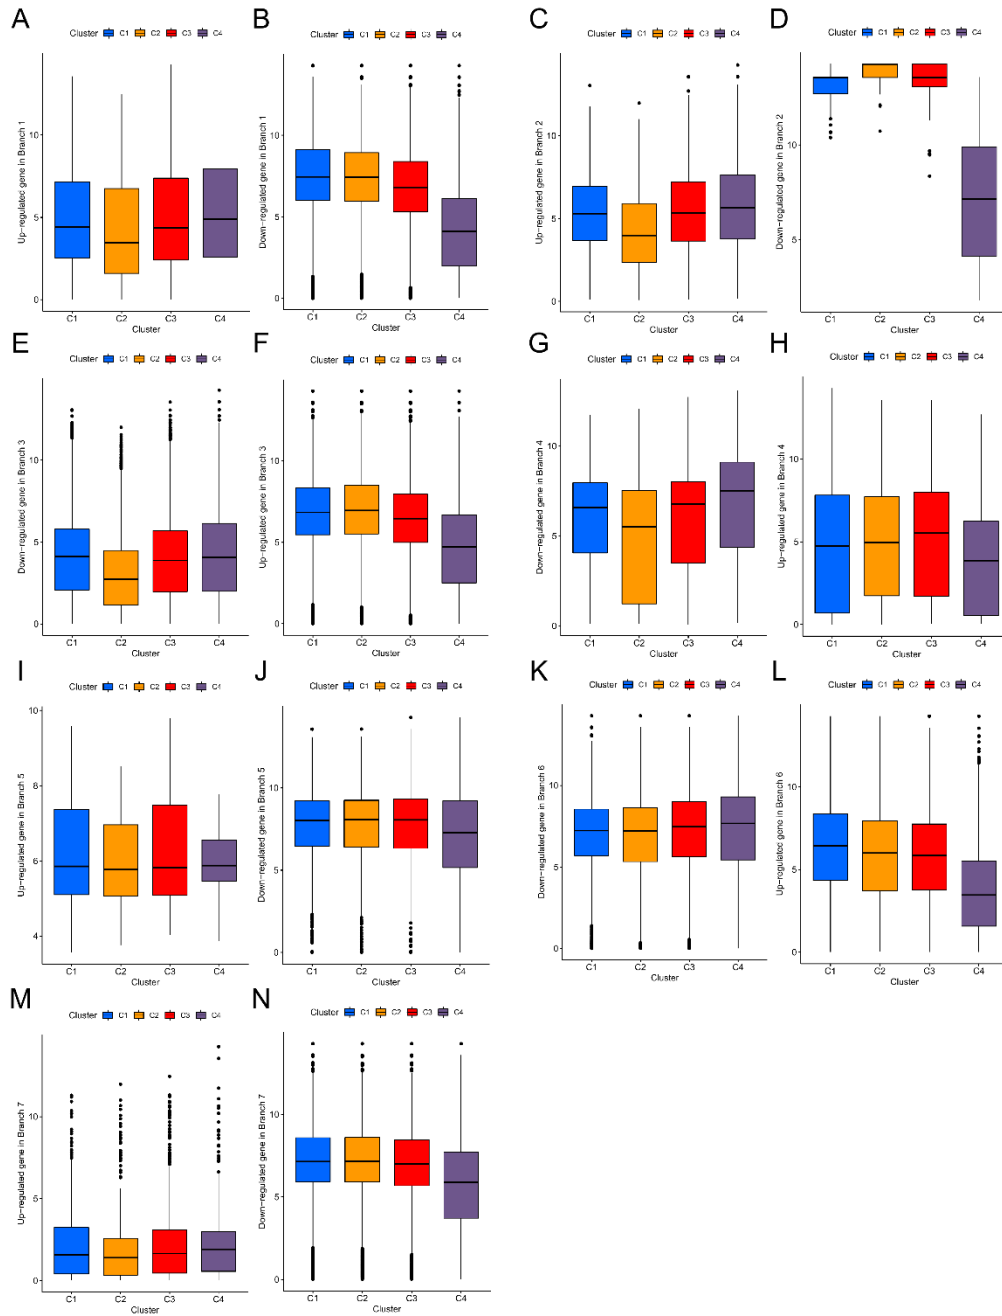 A
Cluster C1 C2 C3 C4
Up-regulated gene in Branch 1
10
5
0
C1 C2 C3 C4
Cluster
B
Cluster C1 C2 C3 C4
Down-regulated gene in Branch 1
10
5
0
C1 C2 C3 C4
Cluster
C
Cluster C1 C2 C3 C4
Up-regulated gene in Branch 2
10
5
0
C1 C2 C3 C4
Cluster
D
Cluster C1 C2 C3 C4
Down-regulated gene in Branch 2
10
5
C1 C2 C3 C4
Cluster
E
Cluster C1 C2 C3 C4
Down-regulated gene in Branch 3
10
5
0
C1 C2 C3 C4
Cluster
F
Cluster C1 C2 C3 C4
Up-regulated gene in Branch 3
10
5
0
C1 C2 C3 C4
Cluster
G
Cluster C1 C2 C3 C4
Down-regulated gene in Branch 4
10
5
0
C1 C2 C3 C4
Cluster
H
Cluster C1 C2 C3 C4
Up-regulated gene in Branch 4
10
5
0
C1 C2 C3 C4
Cluster
I
Cluster C1 C2 C3 C4
Up-regulated gene in Branch 5
10
8
6
4
C1 C2 C3 C4
Cluster
J
Cluster C1 C2 C3 C4
Down-regulated gene in Branch 5
10
5
0
C1 C2 C3 C4
Cluster
K
Cluster C1 C2 C3 C4
Down-regulated gene in Branch 6
10
5
0
C1 C2 C3 C4
Cluster
L
Cluster C1 C2 C3 C4
Up-regulated gene in Branch 6
10
5
0
C1 C2 C3 C4
Cluster
M
Cluster C1 C2 C3 C4
Up-regulated gene in Branch 7
10
5
0
C1 C2 C3 C4
Cluster
N
Cluster C1 C2 C3 C4
Down-regulated gene in Branch 7
10
5
0
C1 C2 C3 C4
Cluster